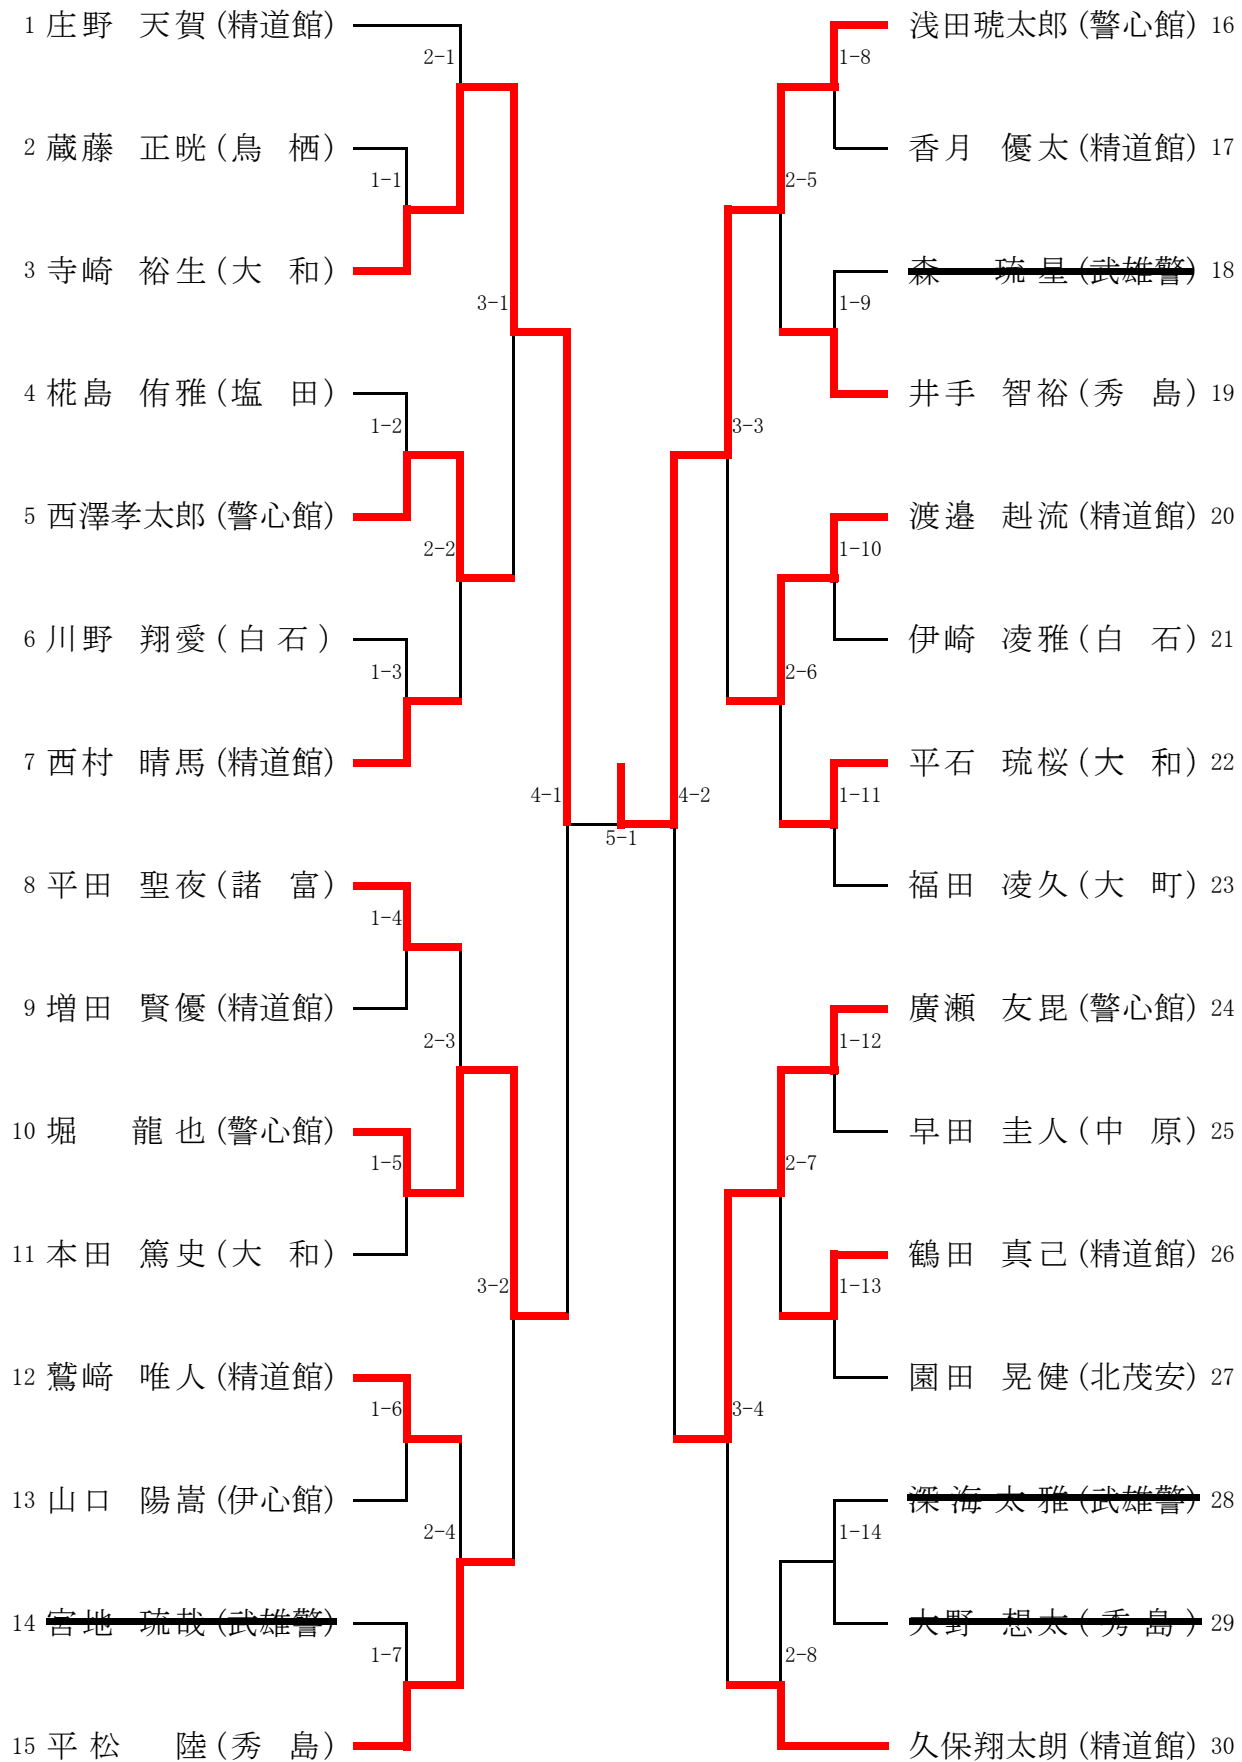 1 庄野 天賀 (精道館)
2-1
2 蔵藤 正晄 (鳥 栖)
1-1
3 寺崎 裕生 (大 和)
3-1
4 椛島 侑雅 (塩 田)
1-2
5 西澤孝太郎 (警心館)
2-2
6 川野 翔愛 (白石)
1-3
7 西村 晴馬 (精道館)
4-1
8 平田 聖夜 (諸 富)
1-4
9 増田 賢優 (精道館)
2-3
10 堀 龍也 (警心館)
1-5
11 本田 篤史 (大 和)
3-2
12 鷲﨑 唯人 (精道館)
1-6
13 山口 陽嵩 (伊心館)
2-4
14 宮地 琉哉 (武雄警)
1-7
15 平松 陸 (秀 島)
5-1
浅田琥太郎 (警心館) 16
1-8
香月 優太 (精道館) 17
2-5
森 琉星 (武雄警) 18
1-9
井手 智裕 (秀 島) 19
3-3
渡邉 赳流 (精道館) 20
1-10
伊崎 凌雅 (白 石) 21
2-6
平石 琉桜 (大 和) 22
1-11
4-2
福田 凌久 (大 町) 23
廣瀬 友毘 (警心館) 24
1-12
早田 圭人 (中 原) 25
2-7
鶴田 真己 (精道館) 26
1-13
園田 晃健 (北茂安) 27
3-4
深海 太雅 (武雄警) 28
1-14
大野 想太 (秀島) 29
2-8
久保翔太朗 (精道館) 30